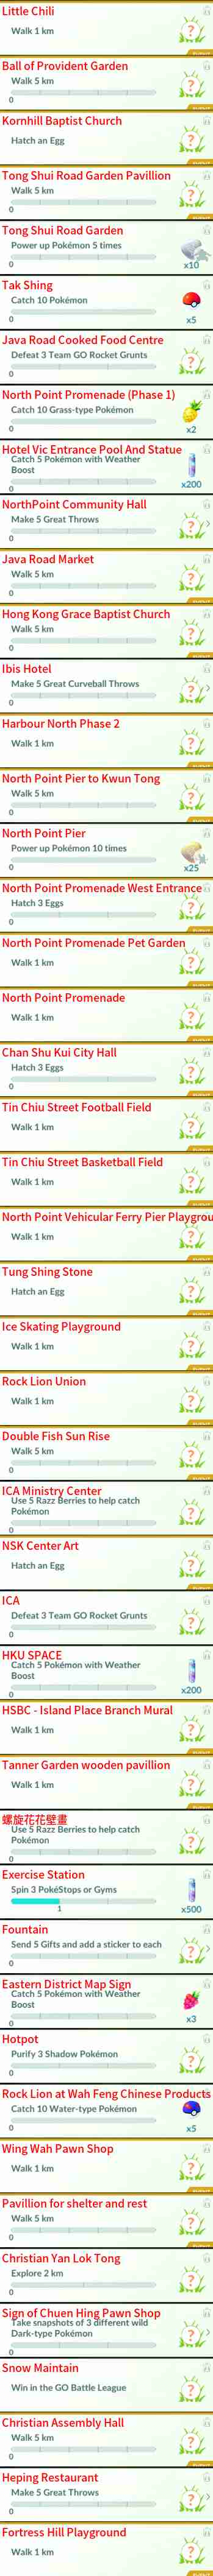 Little Chili
Walk 1 km
Ball of Provident Garden
Walk 5 km
0
Kornhill Baptist Church
Hatch an Egg
Tong Shui Road Garden Pavillion
Walk 5 km
0
Tong Shui Road Garden
Power up Pokémon 5 times
0
x10
Tak Shing
Catch 10 Pokémon
0
x5
Java Road Cooked Food Centre
Defeat 3 Team GO Rocket Grunts
0
North Point Promenade (Phase 1)
Catch 10 Grass-type Pokémon
0
x2
Hotel Vic Entrance Pool And Statue
Catch 5 Pokémon with Weather
Boost
0
x200
NorthPoint Community Hall
Make 5 Great Throws
0
Java Road Market
Walk 5 km
0
Hong Kong Grace Baptist Church
Walk 5 km
0
Ibis Hotel
Make 5 Great Curveball Throws
0
Harbour North Phase 2
Walk 1 km
North Point Pier to Kwun Tong
Walk 5 km
0
North Point Pier
Power up Pokémon 10 times
0
x25
North Point Promenade West Entrance
Hatch 3 Eggs
0
North Point Promenade Pet Garden
Walk 1 km
North Point Promenade
Walk 1 km
Chan Shu Kui City Hall
Hatch 3 Eggs
0
Tin Chiu Street Football Field
Walk 1 km
Tin Chiu Street Basketball Field
Walk 1 km
North Point Vehicular Ferry Pier Playgrou
Walk 1 km
Tung Shing Stone
Hatch an Egg
Ice Skating Playground
Walk 1 km
Rock Lion Union
Walk 1 km
Double Fish Sun Rise
Walk 5 km
0
ICA Ministry Center
Use 5 Razz Berries to help catch
Pokémon
0
NSK Center Art
Hatch an Egg
ICA
Defeat 3 Team GO Rocket Grunts
0
HKU SPACE
Catch 5 Pokémon with Weather
Boost
0
x200
HSBC - Island Place Branch Mural
Walk 1 km
Tanner Garden wooden pavillion
Walk 1 km
螺旋花花壁畫
Use 5 Razz Berries to help catch
Pokémon
0
Exercise Station
Spin 3 PokéStops or Gyms
1
x500
Fountain
Send 5 Gifts and add a sticker to each
0
Eastern District Map Sign
Catch 5 Pokémon with Weather
Boost
0
x3
Hotpot
Purify 3 Shadow Pokémon
0
Rock Lion at Wah Feng Chinese Products
Catch 10 Water-type Pokémon
0
x5
Wing Wah Pawn Shop
Walk 1 km
Pavillion for shelter and rest
Walk 5 km
0
Christian Yan Lok Tong
Explore 2 km
0
Sign of Chuen Hing Pawn Shop
Take snapshots of 3 different wild
Dark-type Pokémon
0
Snow Maintain
Win in the GO Battle League
Christian Assembly Hall
Walk 5 km
0
Heping Restaurant
Make 5 Great Throws
0
Fortress Hill Playground
Walk 1 km